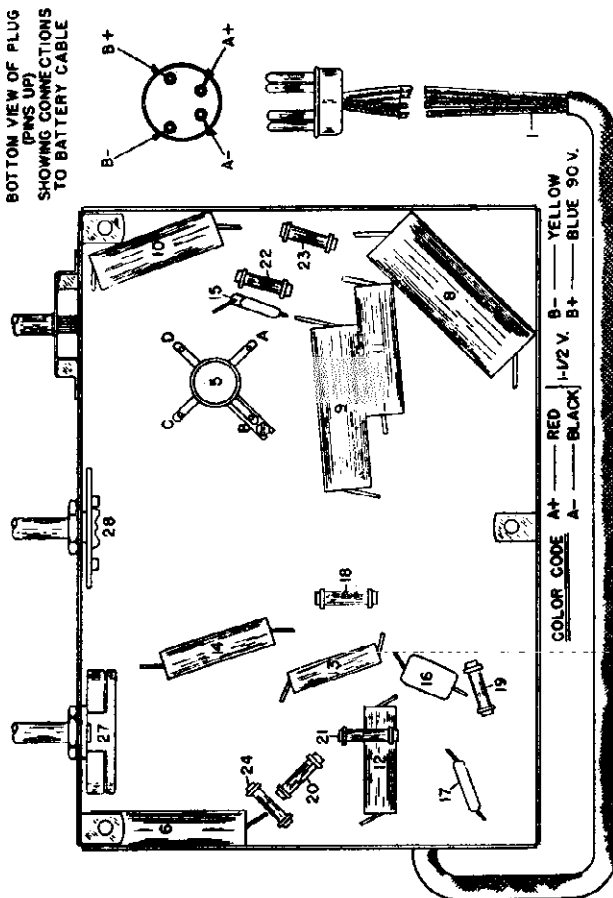 BOTTOM VIEW OF PLUG
(PINS UP)
SHOWING CONNECTIONS
TO BATTERY CABLE
B+
A+
B-
A-
1
10
22
23
15
8
D
A
C
B
5
9
28
18
14
16
19
27
21
12
24
20
17
6
COLOR CODE A+ RED } 1-1/2 V. B- YELLOW
A- BLACK B+ BLUE 90 V.